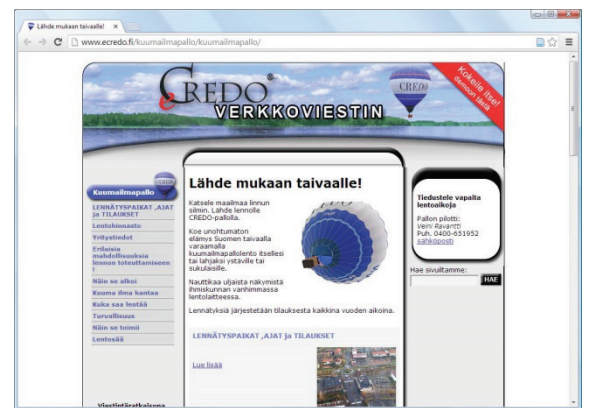 Lähde mukaan taivaalle!
www.ecredo.fi/kuumailmapallo/kuumailmapallo/
eCREDO®
VERKKOVIESTIN
CREDO
Kokeile itse!
demoon tästä
Kuumailmapallo
LENNÄTYSPAIKAT ,AJAT
ja TILAUKSET
Lentohinnasto
Yritystiedot
Erilaisia
mahdollisuuksia
lennon toteuttamiseen
!
Näin se alkoi
Kuuma ilma kantaa
Kuka saa lentää
Turvallisuus
Näin se toimii
Lentosää
Viestintäratkaisuna
Lähde mukaan taivaalle!
Katsele maailmaa linnun
silmin. Lähde lennolle
CREDO-pallolla.
Koe unohtumaton
elämys Suomen taivaalla
varaamalla
kuumailmapallolento itsellesi
tai lahjaksi ystäville tai
sukulaisille.
Nauttikaa uljaista näkymistä
ihmiskunnan vanhimmassa
lentolaitteessa.
Lennätyksiä järjestetään tilauksesta kaikkina vuoden aikoina.
LENNÄTYSPAIKAT ,AJAT ja TILAUKSET
Lue lisää
Tiedustele vapaita
lentoaikoja
Pallon pilotti:
Veini Ravantti
Puh. 0400-651952
sähköposti
Hae sivuiltamme:
HAE